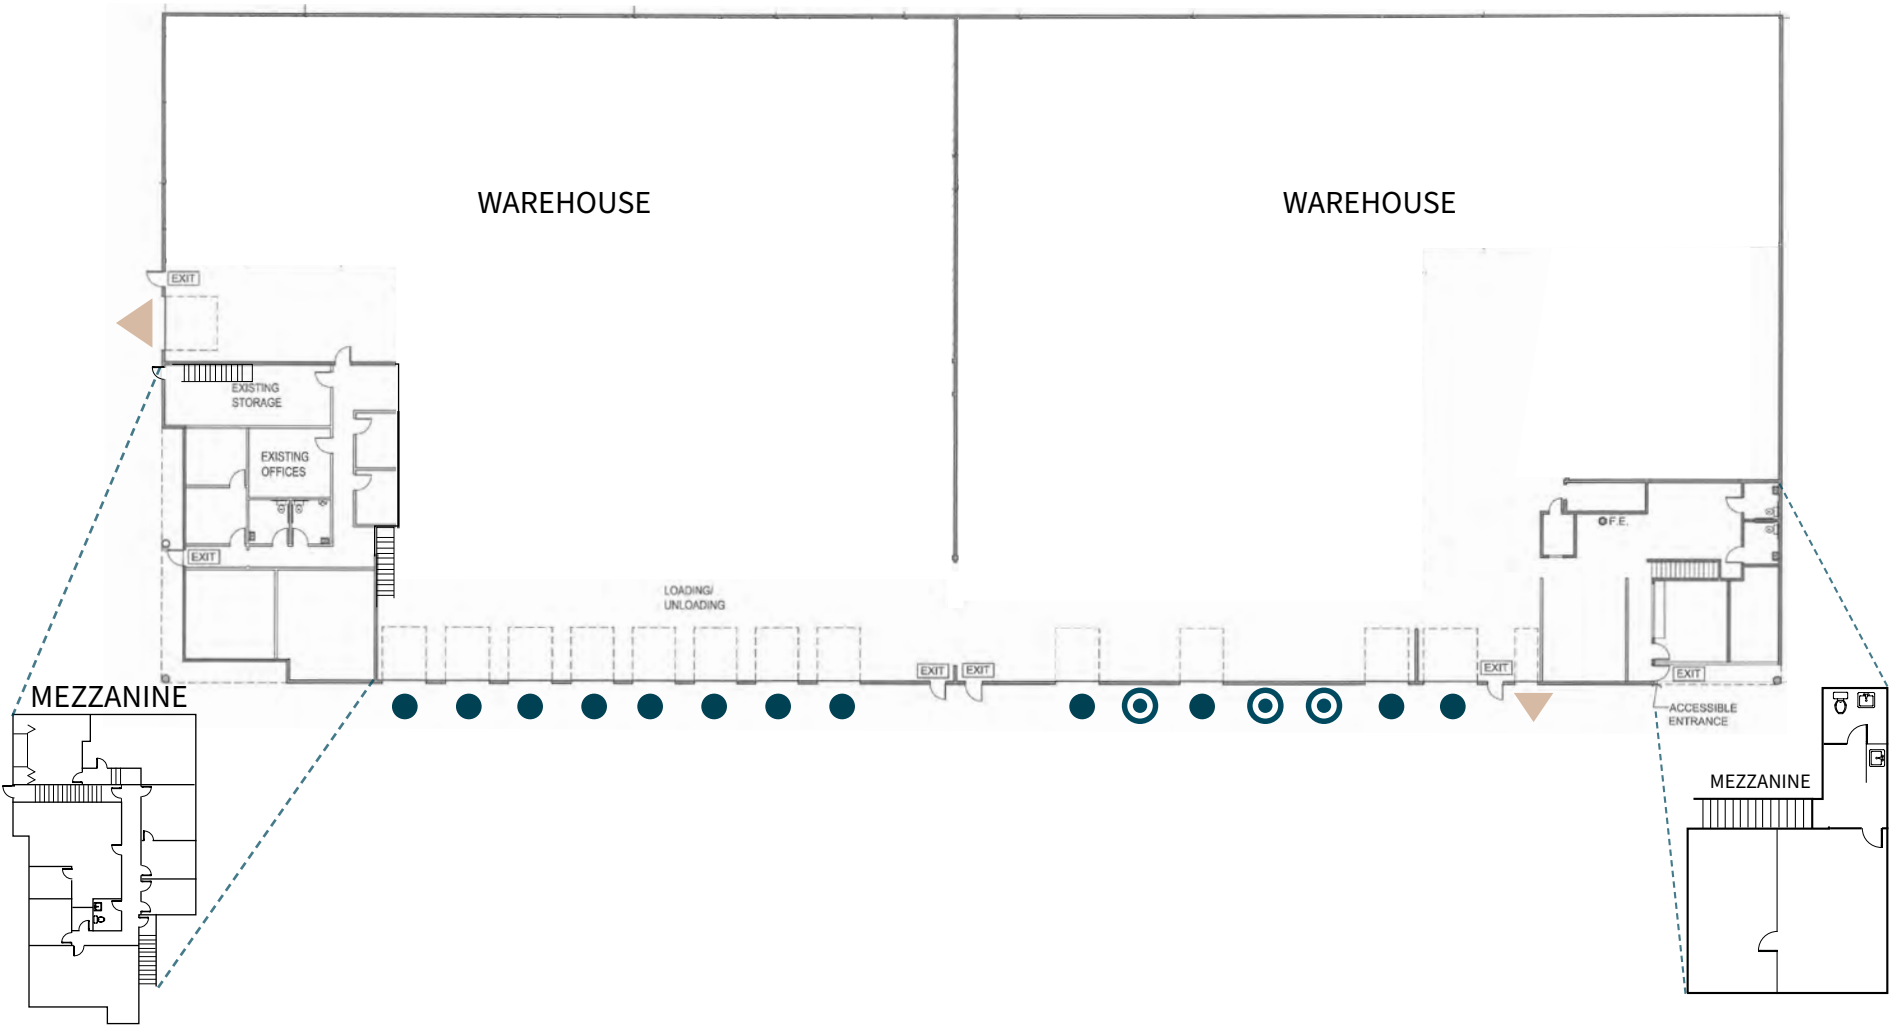 WAREHOUSE
WAREHOUSE
EXIT
EXISTING
STORAGE
EXISTING
OFFICES
F.E.
EXIT
LOADING/
UNLOADING
EXIT
EXIT
EXIT
EXIT
MEZZANINE
ACCESSIBLE
ENTRANCE
MEZZANINE